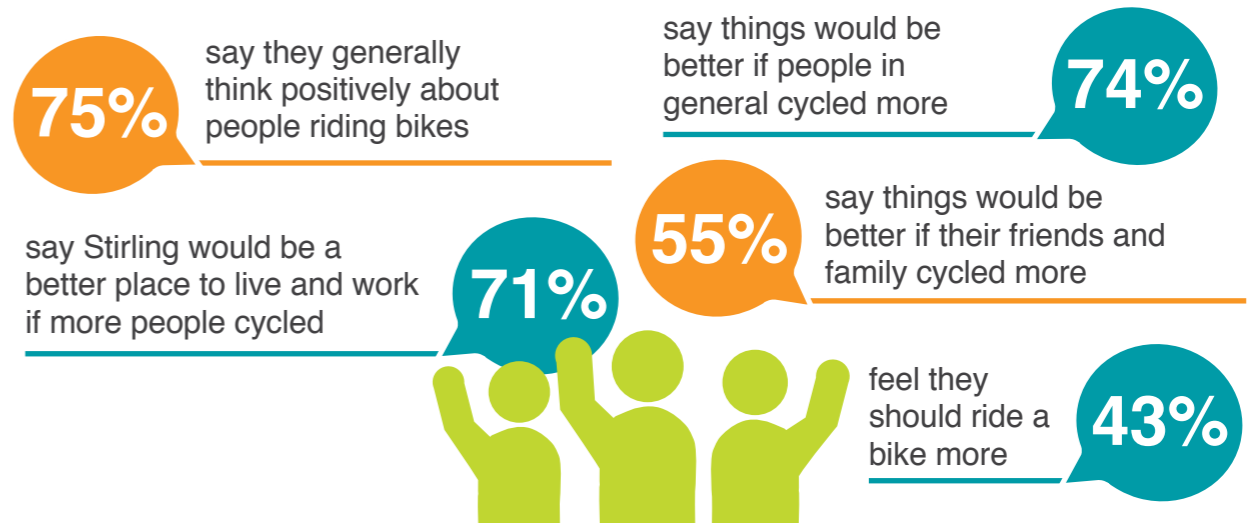 75%
say they generally
think positively about
people riding bikes
say things would be
better if people in
general cycled more
74%
say Stirling would be a
better place to live and work
if more people cycled
71%
55%
say things would be
better if their friends and
family cycled more
feel they
should ride a
bike more
43%